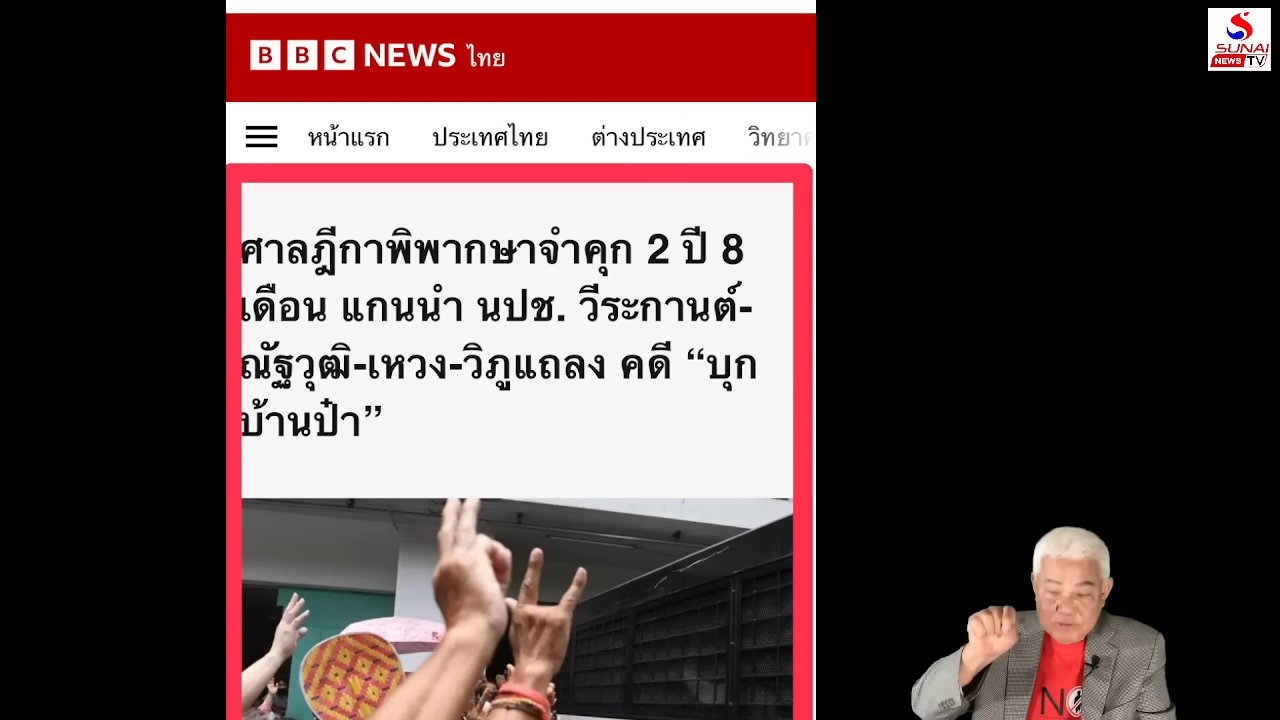 BBC NEWS ไทย
SUNAI
NEWS TV
หน้าแรก ประเทศไทย ต่างประเทศ
ศาลฎีกาพิพากษาจำคุก 2 ปี 8
เดือน แกนนำ นปช. วีระกานต์-
ณัฐวุฒิ-เหวง-วิภูแถลง คดี “บุก
บ้านป๋า”